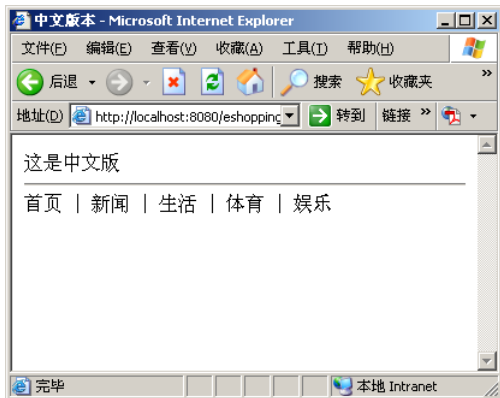 中文版本 - Microsoft Internet Explorer
文件(F) 编辑(E) 查看(V) 收藏(A) 工具(T) 帮助(H)
后退 搜索 收藏夹 »
地址(D) http://localhost:8080/eshopping 转到 链接 »
这是中文版
首页 | 新闻 | 生活 | 体育 | 娱乐
完毕 本地 Intranet